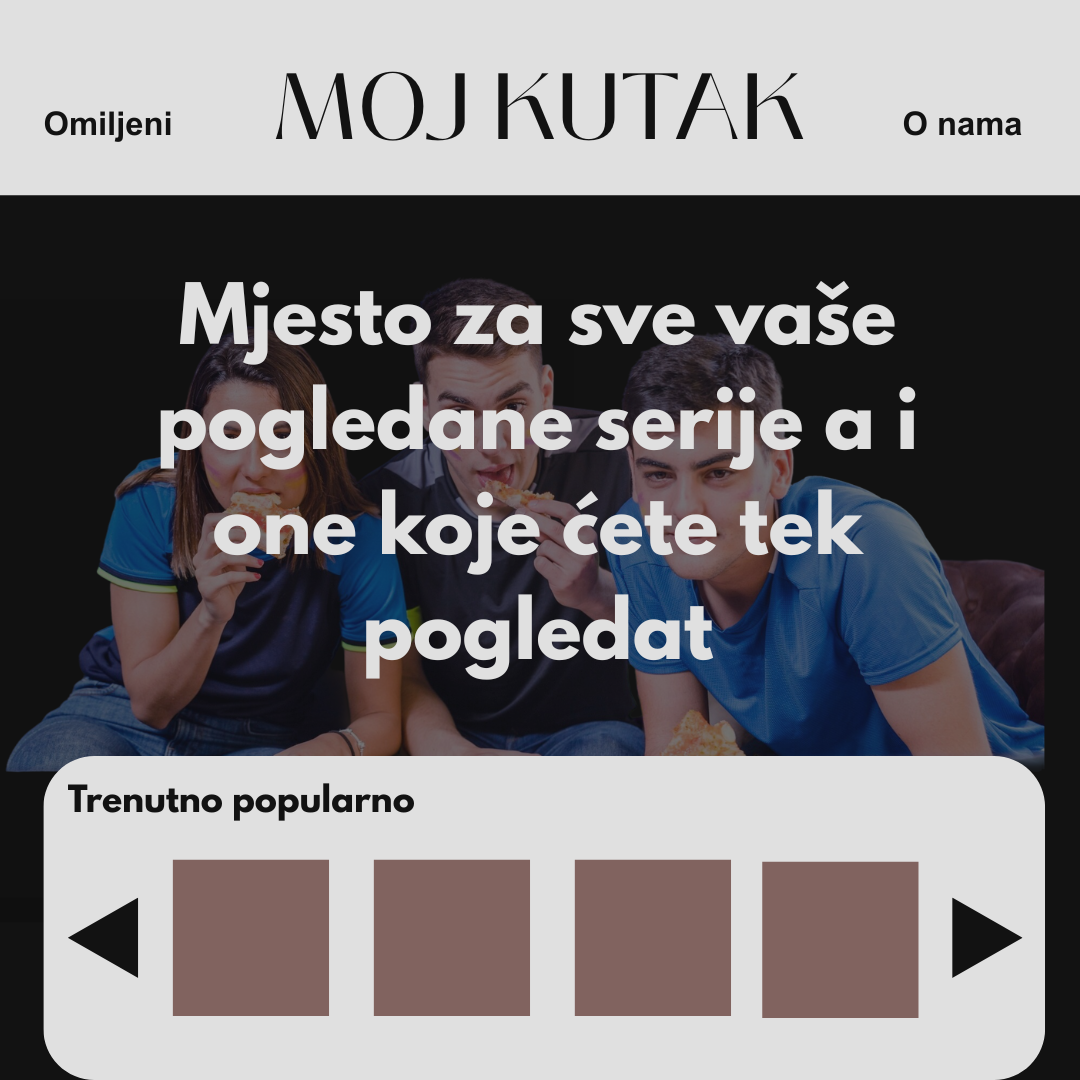 Omiljeni
MOJ KUTAK
O nama
Mjesto za sve vaše
pogledane serije a i
one koje ćete tek
pogledat
Trenutno popularno